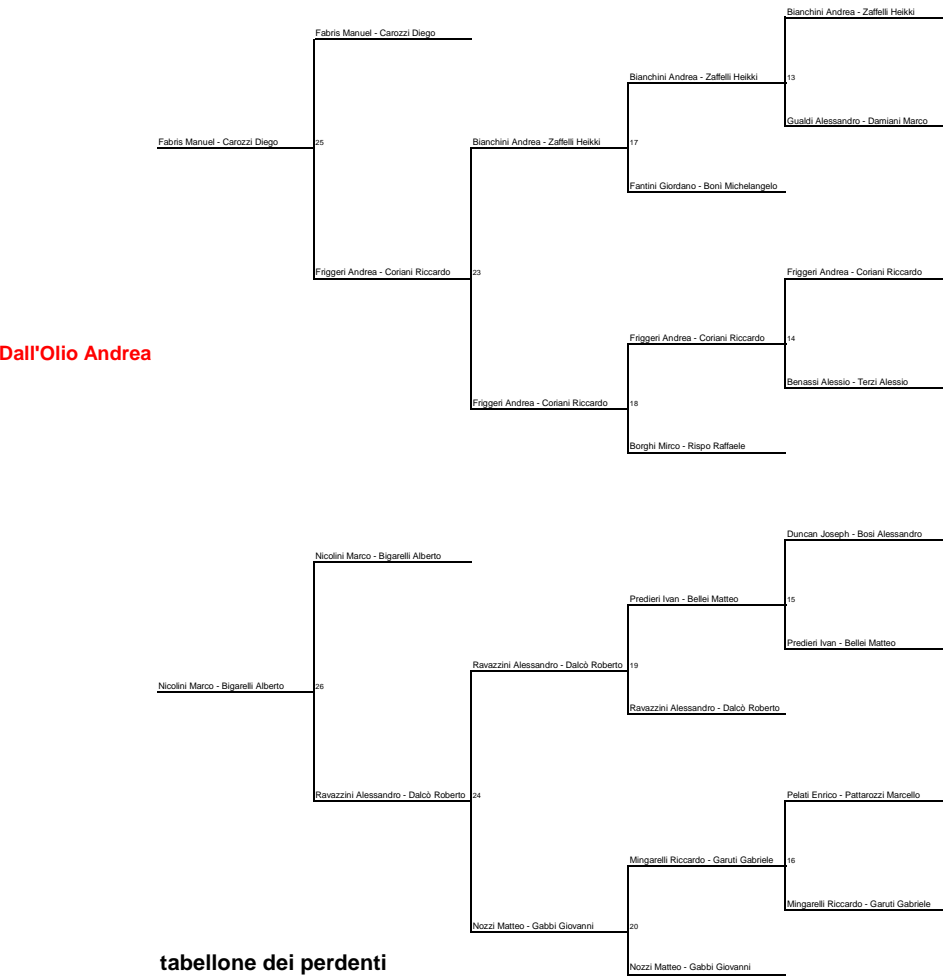 Bianchini Andrea - Zaffelli Heikki
Fabris Manuel - Carozzi Diego
Bianchini Andrea - Zaffelli Heikki 13
Gualdi Alessandro - Damiani Marco
Fabris Manuel - Carozzi Diego 25 Bianchini Andrea - Zaffelli Heikki 17
Fantini Giordano - Boni Michelangelo
Friggeri Andrea - Coriani Riccardo 23 Friggeri Andrea - Coriani Riccardo
Friggeri Andrea - Coriani Riccardo 14
Dall'Olio Andrea
Benassi Alessio - Terzi Alessio
Friggeri Andrea - Coriani Riccardo 18
Borghi Mirco - Rispo Raffaele
Duncan Joseph - Bosi Alessandro
Nicolini Marco - Bigarelli Alberto
Predieri Ivan - Bellei Matteo 15
Predieri Ivan - Bellei Matteo
Ravazzini Alessandro - Dalcò Roberto 19
Nicolini Marco - Bigarelli Alberto 26
Ravazzini Alessandro - Dalcò Roberto
Ravazzini Alessandro - Dalcò Roberto 24 Pelati Enrico - Pattarozzi Marcello
Mingarelli Riccardo - Garuti Gabriele 16
Mingarelli Riccardo - Garuti Gabriele
Nozzi Matteo - Gabbi Giovanni 20
tabellone dei perdenti
Nozzi Matteo - Gabbi Giovanni